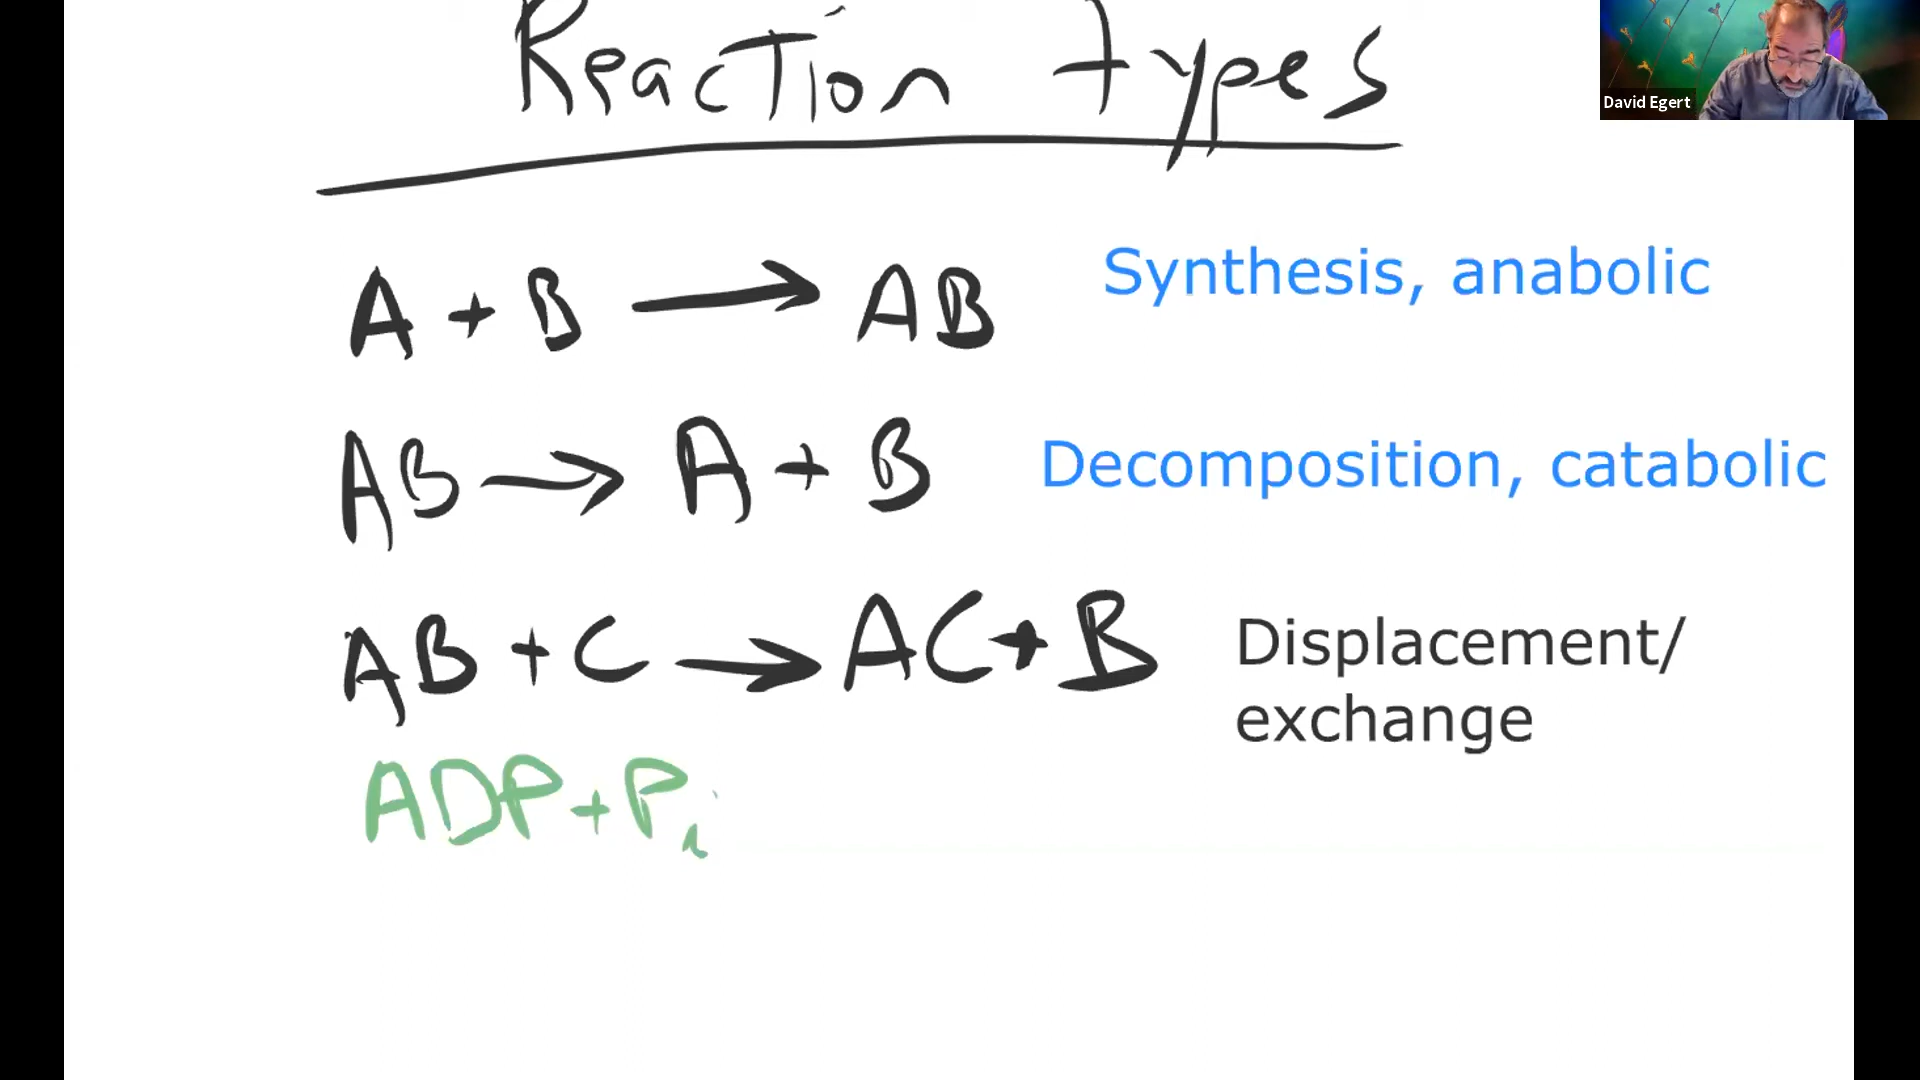 Reaction types
David Egert
A + B → AB
Synthesis, anabolic
AB → A + B
Decomposition, catabolic
AB + C → AC + B
Displacement/
exchange
ADP + Pi